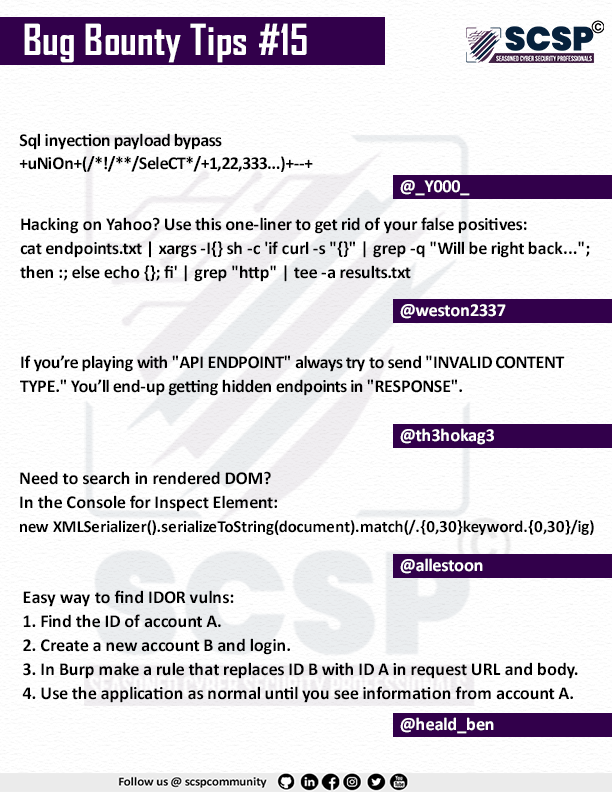 Bug Bounty Tips #15
SCSP©
SEASONED CYBER SECURITY PROFESSIONALS
Sql inyection payload bypass
+uNiOn+(/*!/**/SeleCT*/+1,22,333...)+--+
@_Y000_
Hacking on Yahoo? Use this one-liner to get rid of your false positives:
cat endpoints.txt | xargs -I{} sh -c 'if curl -s "{}" | grep -q "Will be right back...";
then :; else echo {}; fi' | grep "http" | tee -a results.txt
@weston2337
If you’re playing with "API ENDPOINT" always try to send "INVALID CONTENT
TYPE." You’ll end-up getting hidden endpoints in "RESPONSE".
@th3hokag3
Need to search in rendered DOM?
In the Console for Inspect Element:
new XMLSerializer().serializeToString(document).match(/.{0,30}keyword.{0,30}/ig)
@allestoon
Easy way to find IDOR vulns:
1. Find the ID of account A.
2. Create a new account B and login.
3. In Burp make a rule that replaces ID B with ID A in request URL and body.
4. Use the application as normal until you see information from account A.
@heald_ben
SCSP©
SEASONED CYBER SECURITY PROFESSIONALS
Follow us @ scspcommunity